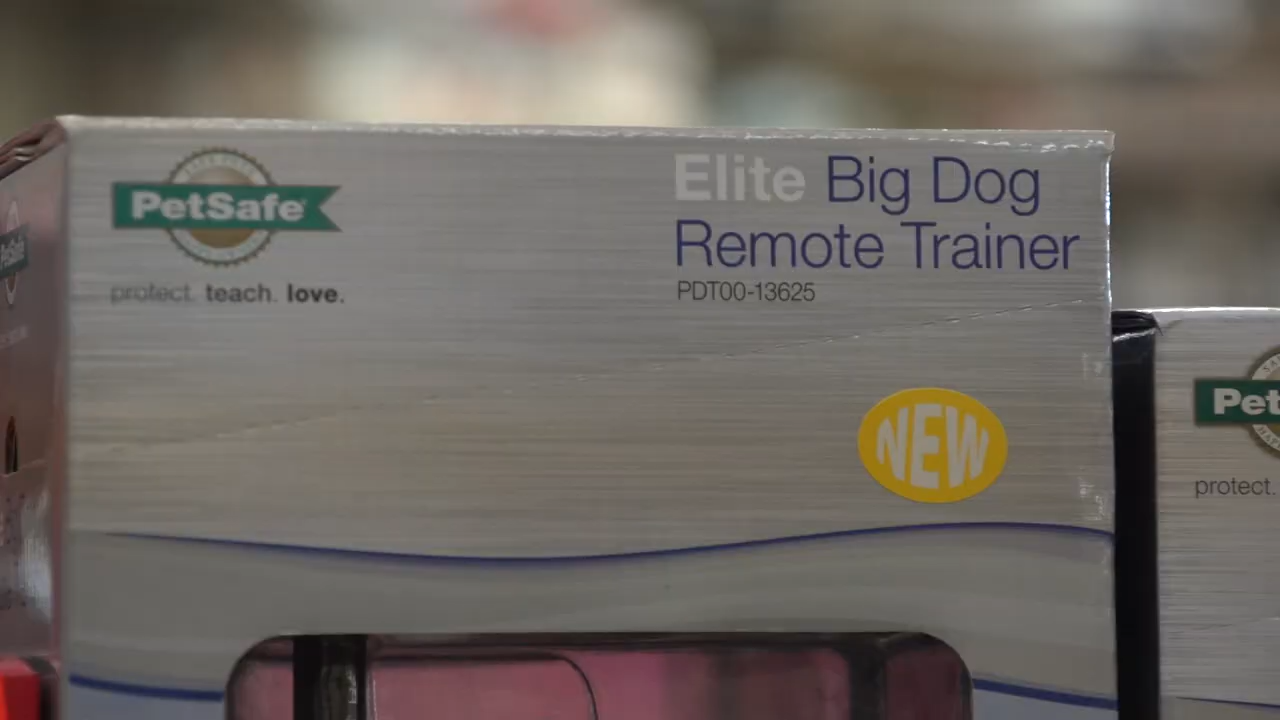 PetSafe
protect. teach. love.
Elite Big Dog
Remote Trainer
PDT00-13625
NEW
Pet
protect.